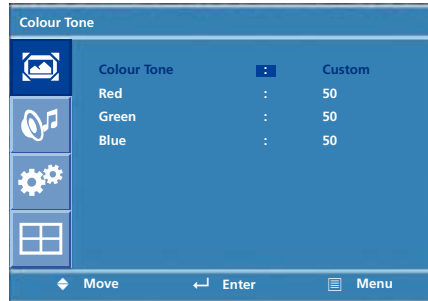 Colour Tone
Colour Tone : Custom
Red : 50
Green : 50
Blue : 50
Move Enter Menu